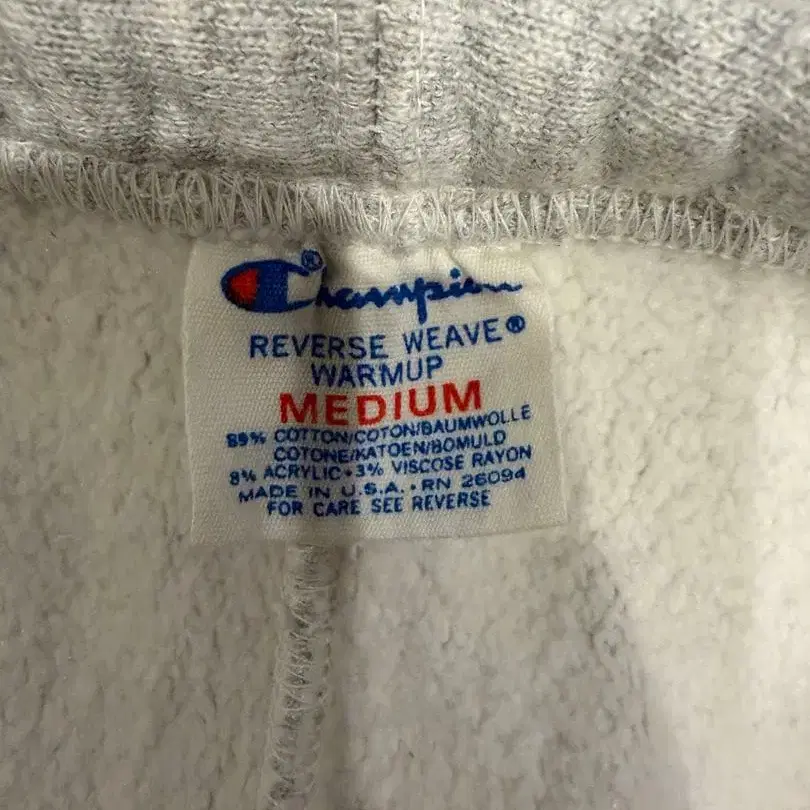 Champion®
REVERSE WEAVE®
WARMUP
MEDIUM
89% COTTON/COTON/BAUMWOLLE
COTONE/KATOEN/BOMULD
8% ACRYLIC • 3% VISCOSE RAYON
MADE IN U.S.A. • RN 26094
FOR CARE SEE REVERSE